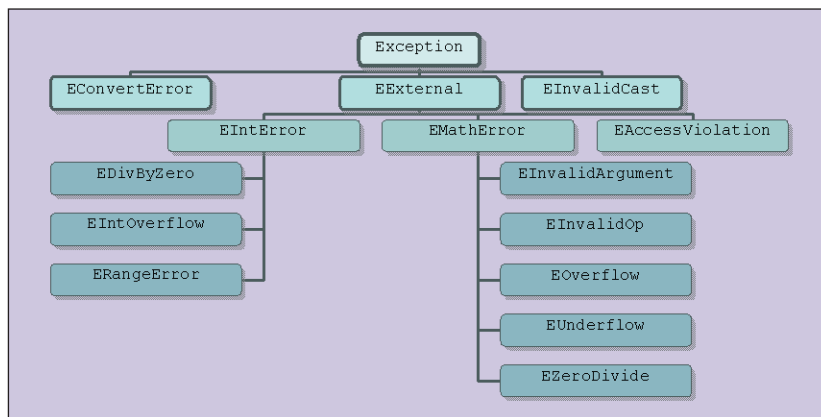 Exception
EConvertError
EExternal
EInvalidCast
EIntError
EMathError
EAccessViolation
EDivByZero
EInvalidArgument
EIntOverflow
EInvalidOp
ERangeError
EOverflow
EUnderflow
EZeroDivide